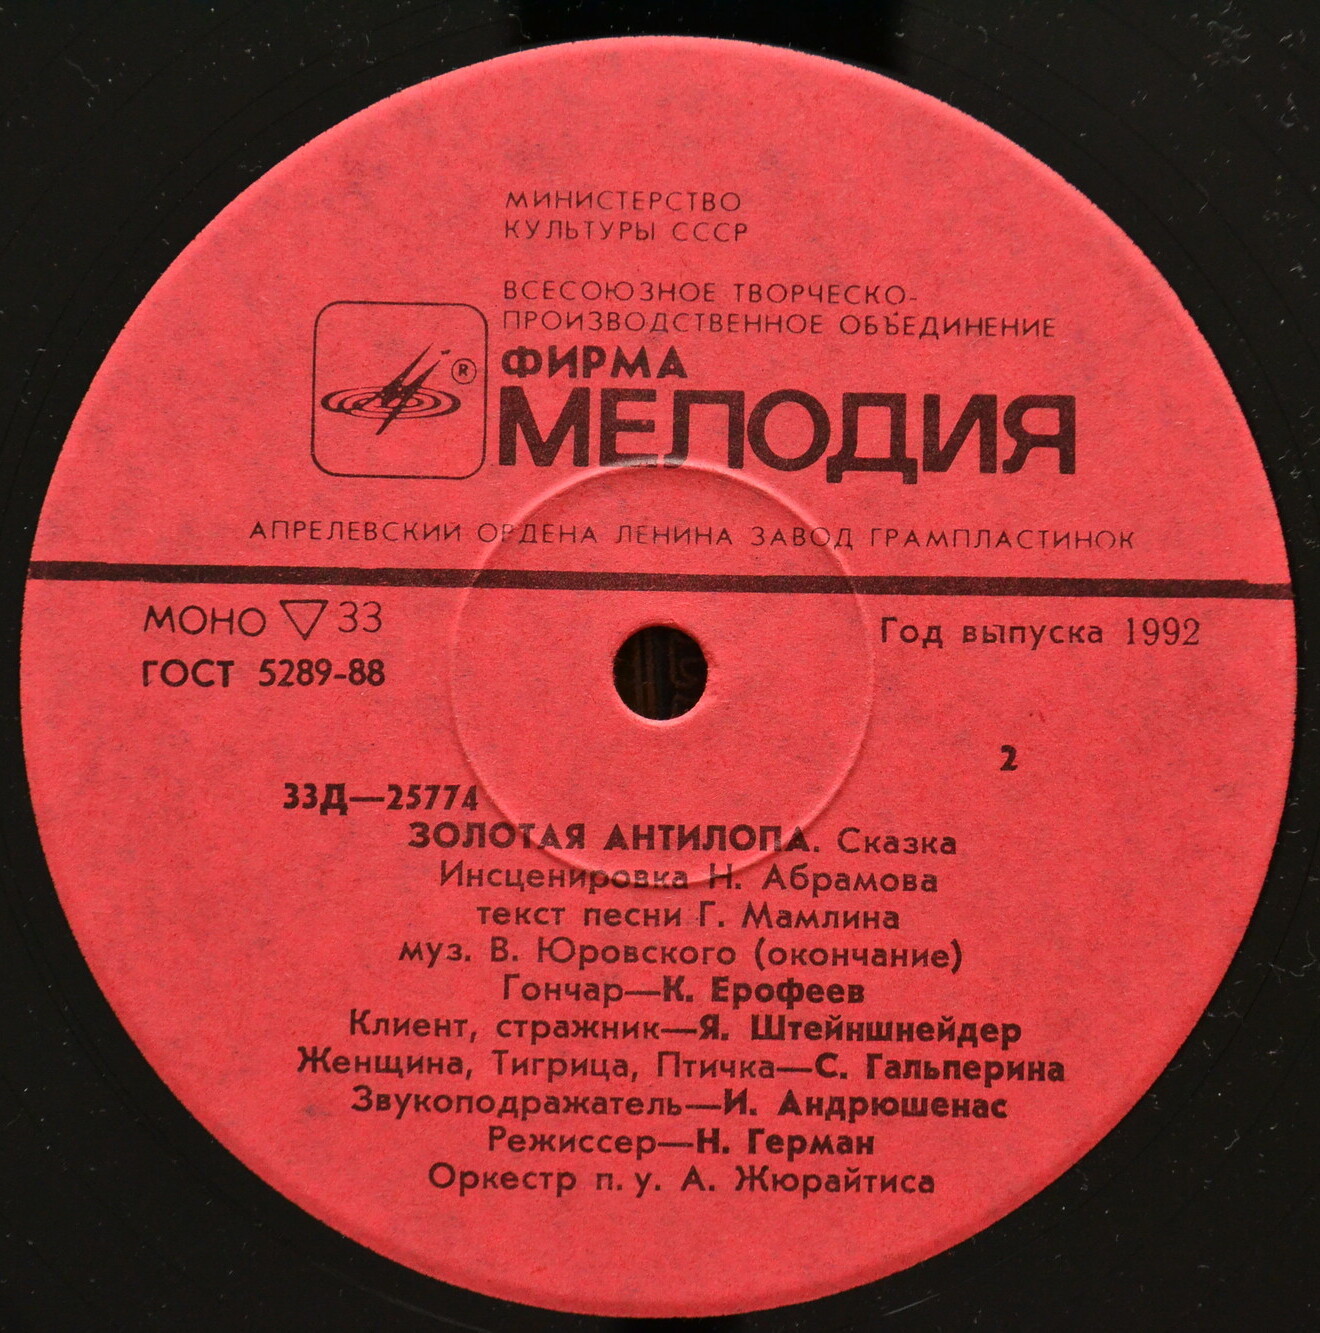 МИНИСТЕРСТВО
КУЛЬТУРЫ СССР
ВСЕСОЮЗНОЕ ТВОРЧЕСКО-
ПРОИЗВОДСТВЕННОЕ ОБЪЕДИНЕНИЕ
ФИРМА
®
МЕЛОДИЯ
АПРЕЛЕВСКИЙ ОРДЕНА ЛЕНИНА ЗАВОД ГРАМПЛАСТИНОК
МОНО ▽ 33
Год выпуска 1992
ГОСТ 5289-88
2
33Д—25774
ЗОЛОТАЯ АНТИЛОПА. Сказка
Инсценировка Н. Абрамова
текст песни Г. Мамлина
муз. В. Юровского (окончание)
Гончар—К. Ерофеев
Клиент, стражник—Я. Штейншнейдер
Женщина, Тигрица, Птичка—С. Гальперина
Звукоподражатель—И. Андрюшенас
Режиссер—Н. Герман
Оркестр п. у. А. Жюрайтиса